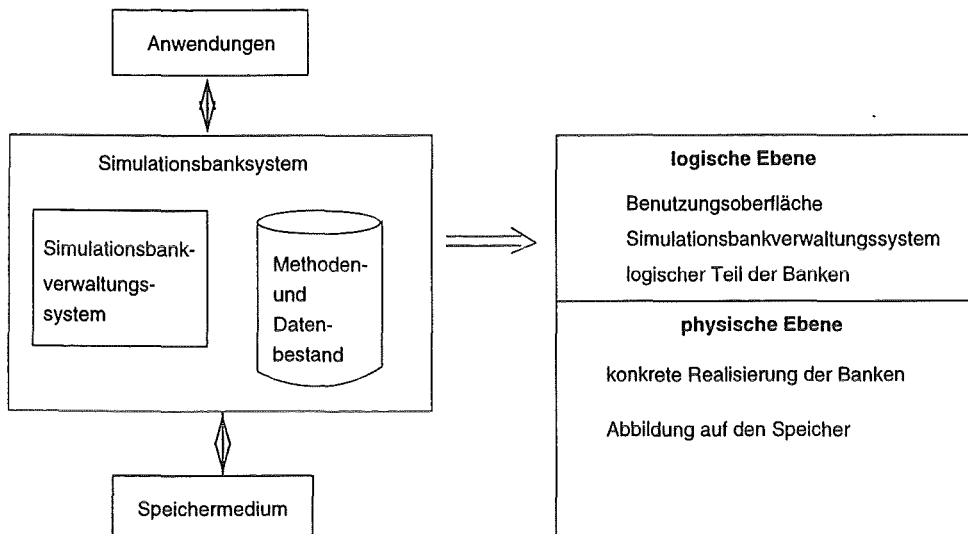 Anwendungen
Simulationsbanksystem
Simulationsbank-
verwaltungs-
system
Methoden-
und
Daten-
bestand
Speichermedium
logische Ebene
Benutzungsoberfläche
Simulationsbankverwaltungssystem
logischer Teil der Banken
physische Ebene
konkrete Realisierung der Banken
Abbildung auf den Speicher